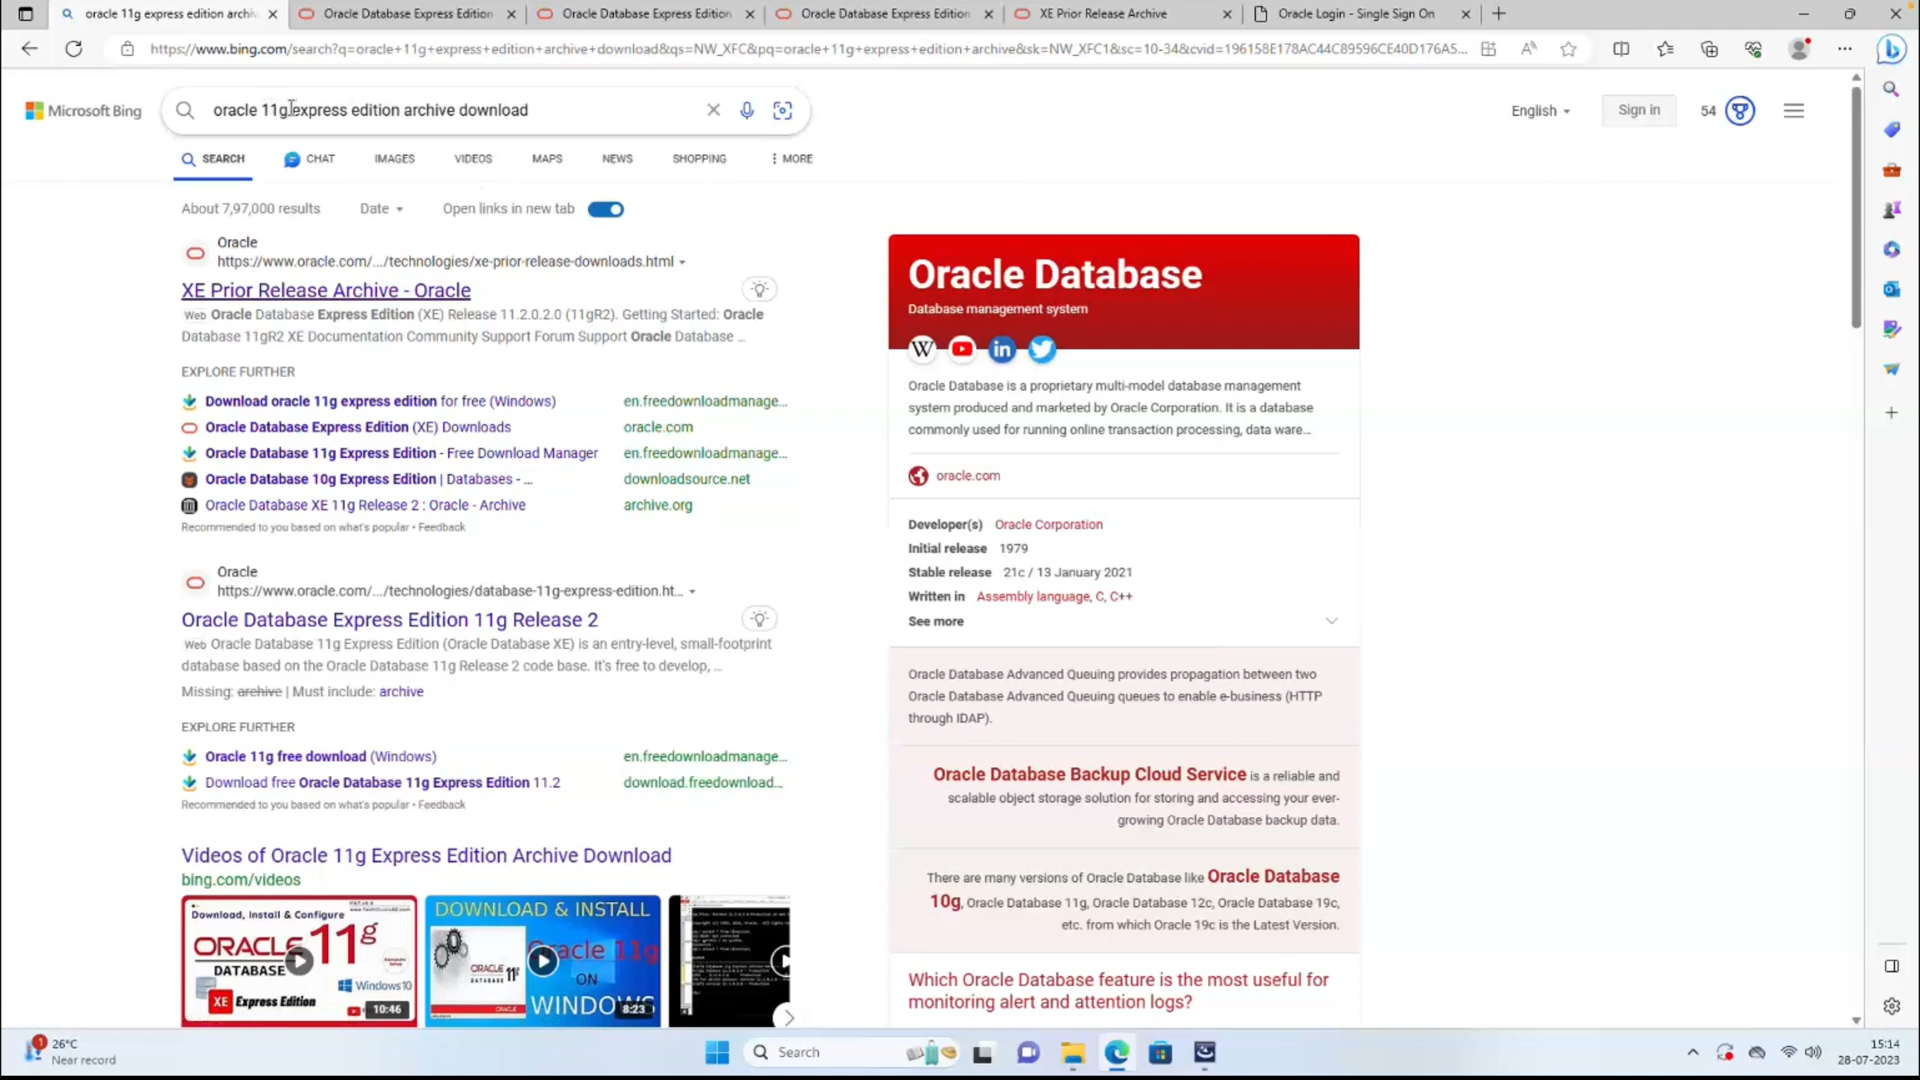 oracle 11g express edition archiv
Oracle Database Express Edition
Oracle Database Express Edition
Oracle Database Express Edition
XE Prior Release Archive
Oracle Login - Single Sign On
https://www.bing.com/search?q=oracle+11g+express+edition+archive+download&qs=NW_XFC&pq=oracle+11g+express+edition+archive&sk=NW_XFC1&sc=10-34&cvid=196158E178AC44C89596CE40D176A5...
Microsoft Bing
oracle 11g express edition archive download
English
Sign in
54
SEARCH
CHAT
IMAGES
VIDEOS
MAPS
NEWS
SHOPPING
MORE
About 7,97,000 results
Date
Open links in new tab
Oracle
https://www.oracle.com/.../technologies/xe-prior-release-downloads.html
XE Prior Release Archive - Oracle
Web Oracle Database Express Edition (XE) Release 11.2.0.2.0 (11gR2). Getting Started: Oracle
Database 11gR2 XE Documentation Community Support Forum Support Oracle Database ...
EXPLORE FURTHER
Download oracle 11g express edition for free (Windows) en.freedownloadmanage...
Oracle Database Express Edition (XE) Downloads oracle.com
Oracle Database 11g Express Edition - Free Download Manager en.freedownloadmanage...
Oracle Database 10g Express Edition | Databases - ... downloadsource.net
Oracle Database XE 11g Release 2 : Oracle - Archive archive.org
Recommended to you based on what's popular • Feedback
Oracle
https://www.oracle.com/.../technologies/database-11g-express-edition.ht...
Oracle Database Express Edition 11g Release 2
Web Oracle Database 11g Express Edition (Oracle Database XE) is an entry-level, small-footprint
database based on the Oracle Database 11g Release 2 code base. It's free to develop, ...
Missing: archive | Must include: archive
EXPLORE FURTHER
Oracle 11g free download (Windows) en.freedownloadmanage...
Download free Oracle Database 11g Express Edition 11.2 download.freedownload...
Recommended to you based on what's popular • Feedback
Videos of Oracle 11g Express Edition Archive Download
bing.com/videos
Download, Install & Configure
ORACLE 11g
DATABASE
Windows10
XE Express Edition
10:46
DOWNLOAD & INSTALL
Oracle 11g
ORACLE 11g
ON
WINDOWS
8:23
Oracle Database
Database management system
W
in
Oracle Database is a proprietary multi-model database management
system produced and marketed by Oracle Corporation. It is a database
commonly used for running online transaction processing, data ware...
oracle.com
Developer(s) Oracle Corporation
Initial release 1979
Stable release 21c / 13 January 2021
Written in Assembly language, C, C++
See more
Oracle Database Advanced Queuing provides propagation between two
Oracle Database Advanced Queuing queues to enable e-business (HTTP
through IDAP).
Oracle Database Backup Cloud Service is a reliable and
scalable object storage solution for storing and accessing your ever-
growing Oracle Database backup data.
There are many versions of Oracle Database like Oracle Database
10g, Oracle Database 11g, Oracle Database 12c, Oracle Database 19c,
etc. from which Oracle 19c is the Latest Version.
Which Oracle Database feature is the most useful for
monitoring alert and attention logs?
1
26°C
Near record
Search
15:14
28-07-2023